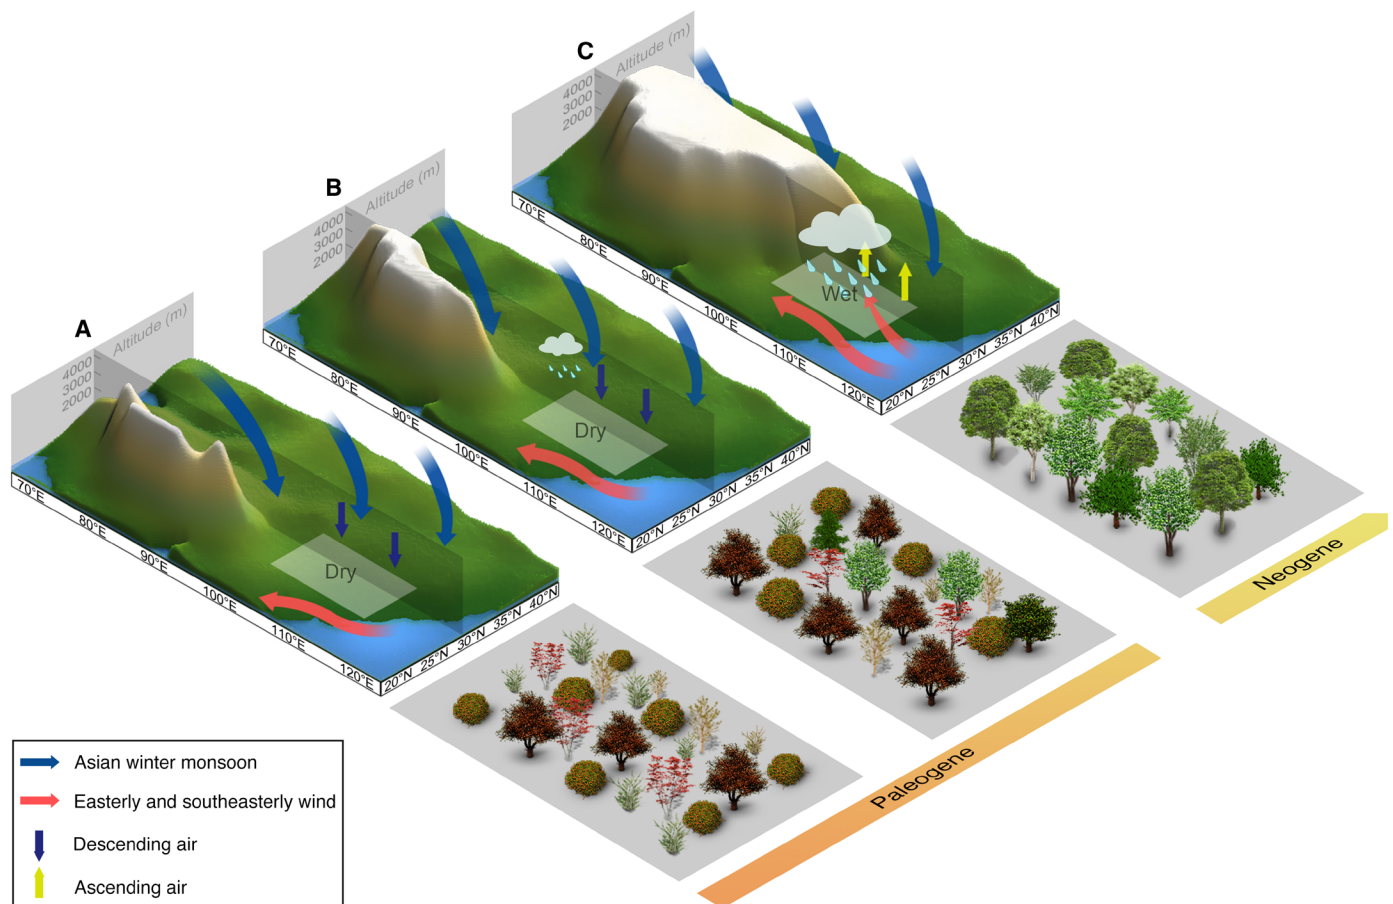 C
Altitude (m)
4000
3000
2000
70°E
80°E
90°E
100°E
110°E
120°E
20°N
25°N
30°N
35°N
40°N
Wet
B
Altitude (m)
4000
3000
2000
70°E
80°E
90°E
100°E
110°E
120°E
20°N
25°N
30°N
35°N
40°N
Dry
A
Altitude (m)
4000
3000
2000
70°E
80°E
90°E
100°E
110°E
120°E
20°N
25°N
30°N
35°N
40°N
Dry
Neogene
Paleogene
Asian winter monsoon
Easterly and southeasterly wind
Descending air
Ascending air